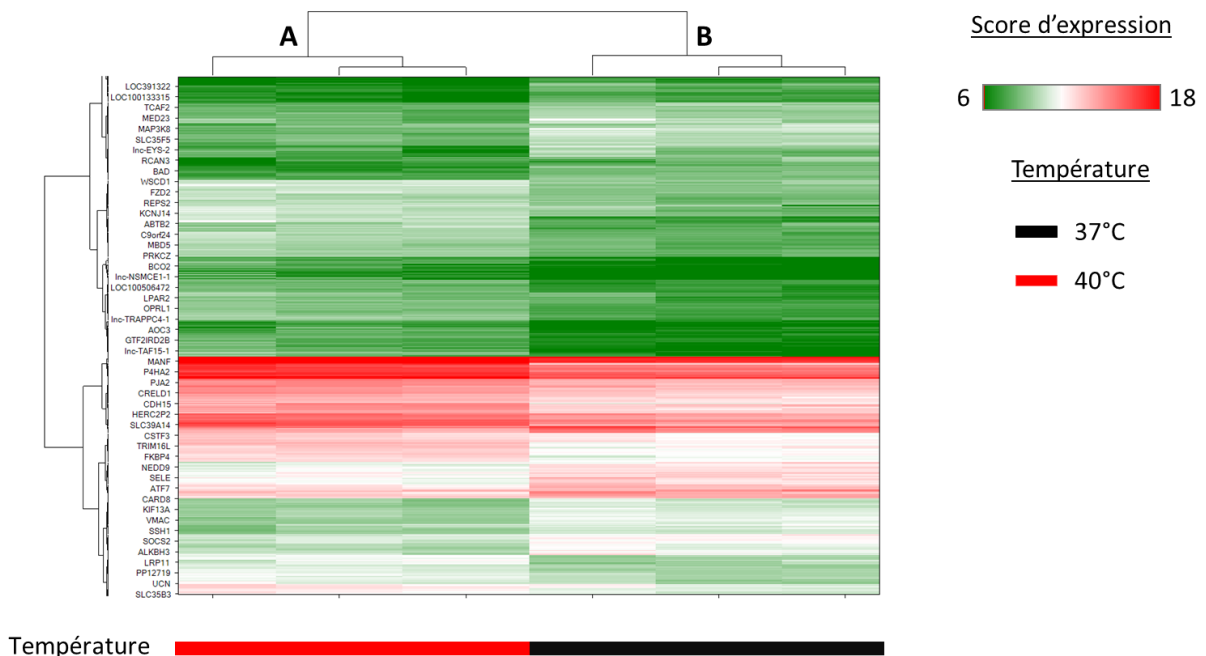 A
B
Score d'expression
6
18
Température
37°C
40°C
LOC391322
LOC100133315
TCAF2
MED23
MAP3K8
SLC35F5
lnc-EYS-2
RCAN3
BAD
WSCD1
FZD2
REPS2
KCNJ14
ABTB2
C9orf24
MBD5
PRKCZ
BCO2
lnc-NSMCE1-1
LOC100506472
LPAR2
OPRL1
lnc-TRAPPC4-1
AOC3
GTF2IRD2B
lnc-TAF15-1
MANF
P4HA2
PJA2
CRELD1
CDH15
HERC2P2
SLC39A14
CSTF3
TRIM16L
FKBP4
NEDD9
SELE
ATF7
CARD8
KIF13A
VMAC
SSH1
SOCS2
ALKBH3
LRP11
PP12719
UCN
SLC35B3
Température